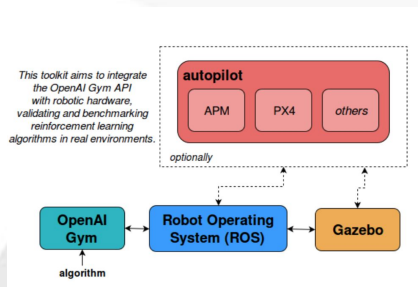 This toolkit aims to integrate
the OpenAI Gym API
with robotic hardware,
validating and benchmarking
reinforcement learning
algorithms in real environments.
autopilot
APM
PX4
others
optionally
OpenAI
Gym
Robot Operating
System (ROS)
Gazebo
algorithm